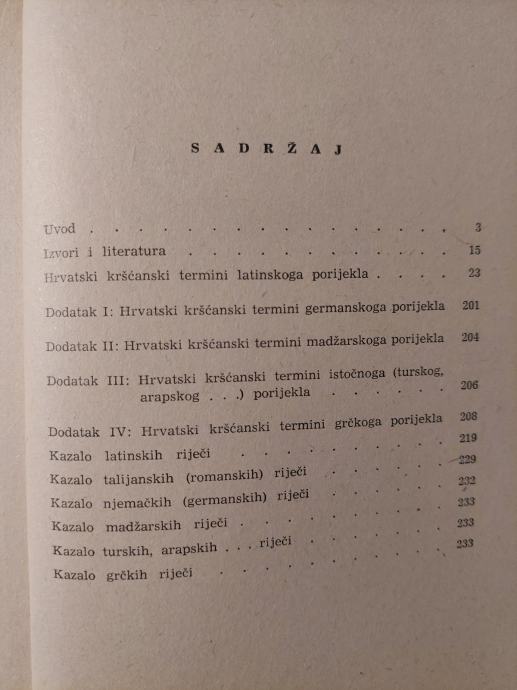 SADRŽAJ
Uvod . . . . . . . . . . . . . . . . 3
Izvori i literatura . . . . . . . . . . . 15
Hrvatski kršćanski termini latinskoga porijekla . . . . 23
Dodatak I: Hrvatski kršćanski termini germanskoga porijekla 201
Dodatak II: Hrvatski kršćanski termini madžarskoga porijekla 204
Dodatak III: Hrvatski kršćanski termini istočnoga (turskog,
arapskog . . .) porijekla . . . . . . 206
Dodatak IV: Hrvatski kršćanski termini grčkoga porijekla 208
Kazalo latinskih riječi . . . . . . . . . 219
Kazalo talijanskih (romanskih) riječi . . . . . . 229
Kazalo njemačkih (germanskih) riječi . . . . . . 232
Kazalo madžarskih riječi . . . . . . . . . 233
Kazalo turskih, arapskih . . . riječi . . . . . . 233
Kazalo grčkih riječi . . . . . . . . . . 233